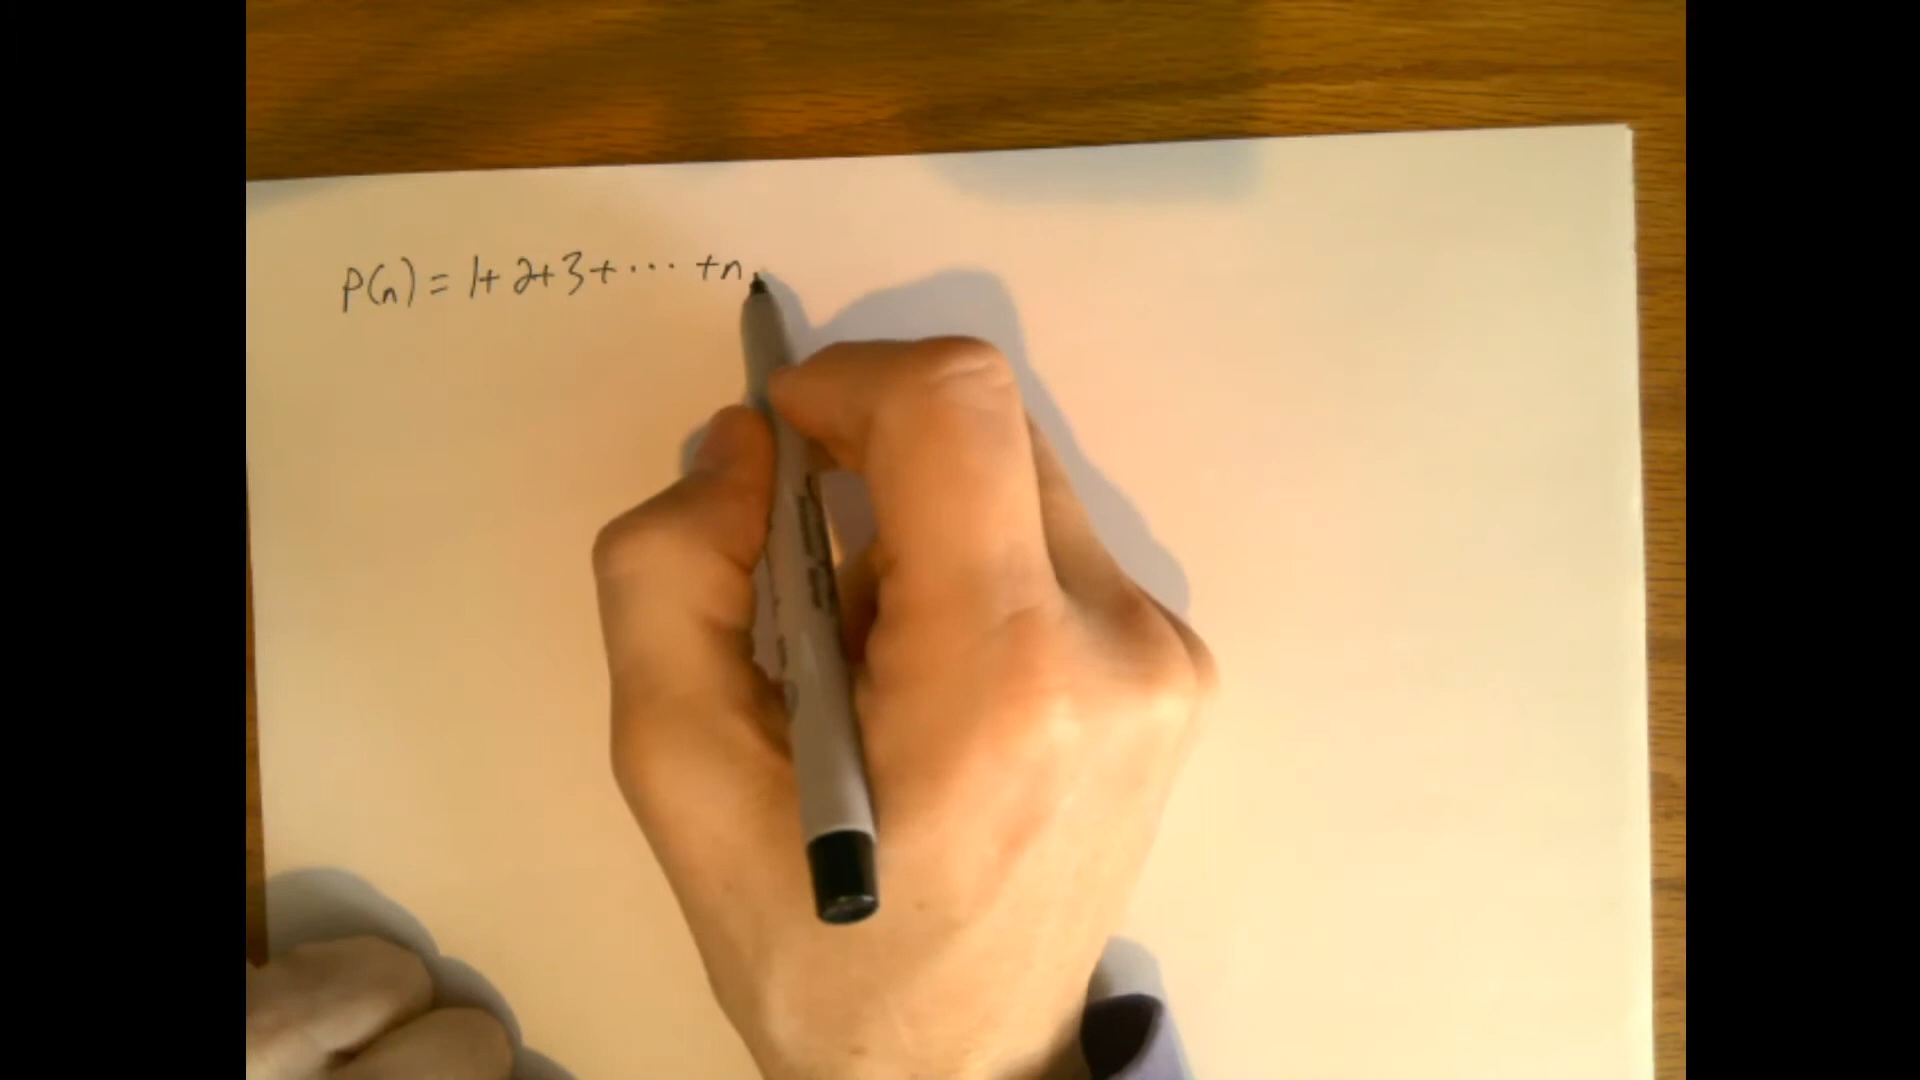 P(n) = 1+2+3+··· +n